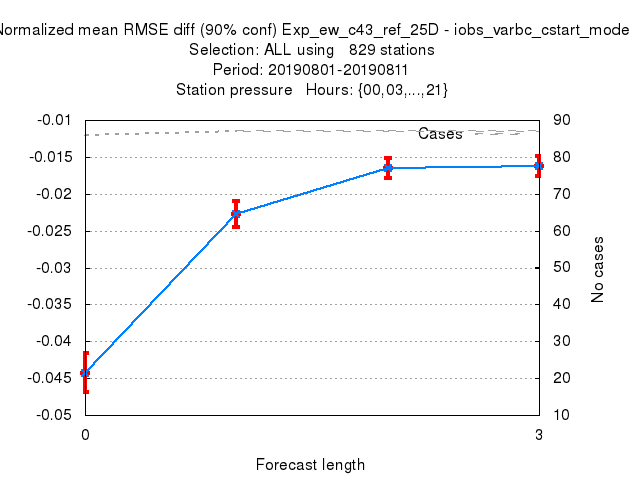 Normalized mean RMSE diff (90% conf) Exp_ew_c43_ref_25D - iobs_varbc_cstart_mode
Selection: ALL using 829 stations
Period: 20190801-20190811
Station pressure Hours: {00,03,...,21}
-0.01
-0.015
-0.02
-0.025
-0.03
-0.035
-0.04
-0.045
-0.05
Cases
90
80
70
60
50
40
30
20
10
No cases
0
3
Forecast length